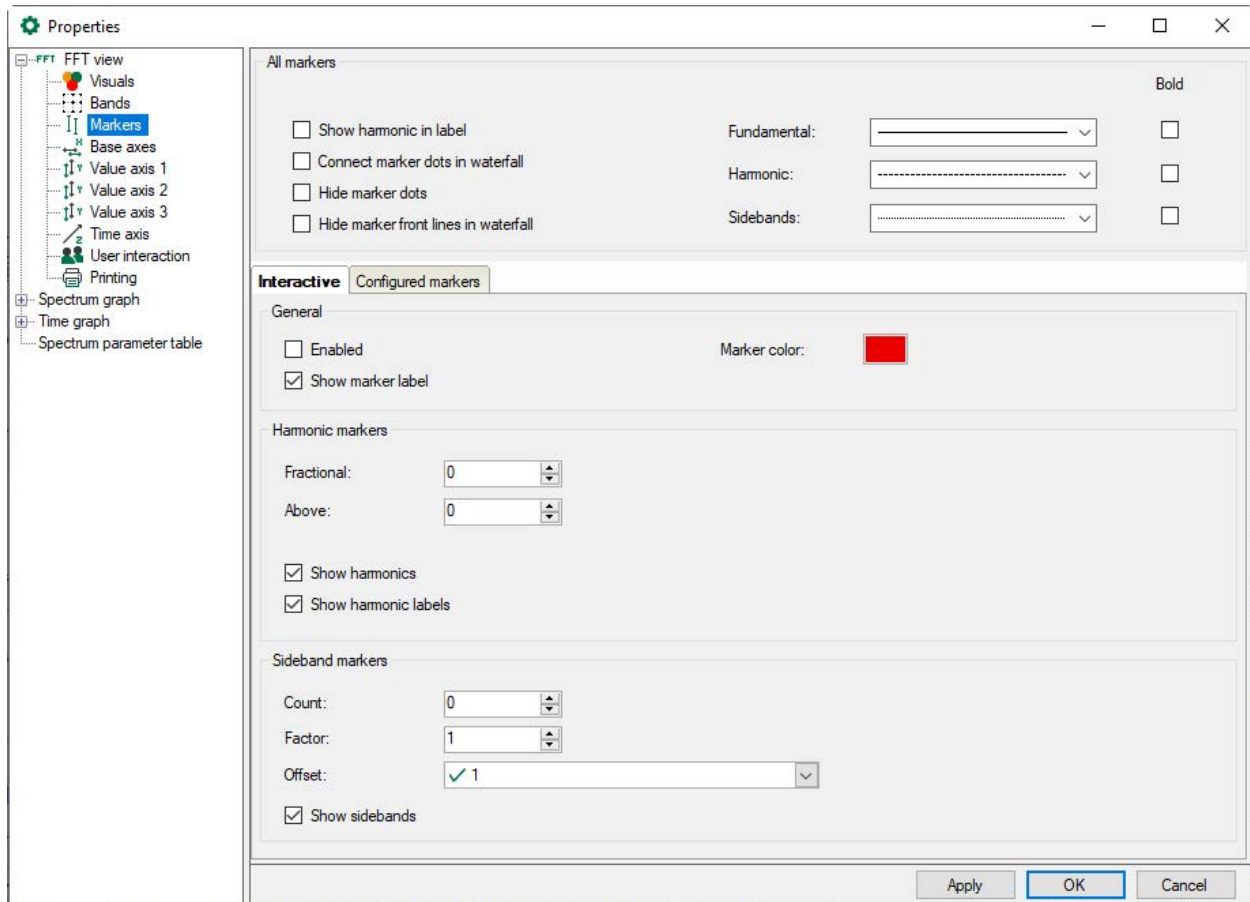 Properties
FFT FFT view
Visuals
Bands
Markers
Base axes
Value axis 1
Value axis 2
Value axis 3
Time axis
User interaction
Printing
Spectrum graph
Time graph
Spectrum parameter table
All markers
Bold
Show harmonic in label
Fundamental:
Connect marker dots in waterfall
Harmonic:
Hide marker dots
Sidebands:
Hide marker front lines in waterfall
Interactive Configured markers
General
Enabled
Marker color:
Show marker label
Harmonic markers
Fractional: 0
Above: 0
Show harmonics
Show harmonic labels
Sideband markers
Count: 0
Factor: 1
Offset: 1
Show sidebands
Apply OK Cancel